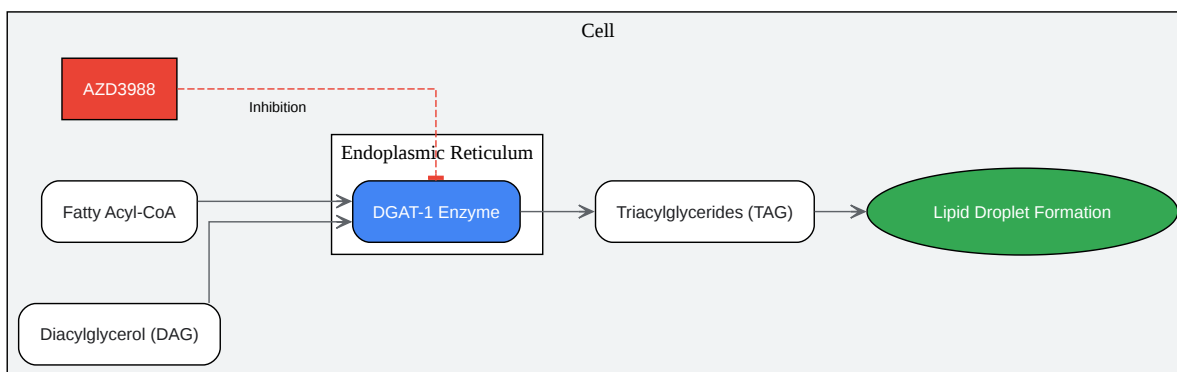 Cell
AZD3988
Inhibition
Endoplasmic Reticulum
Fatty Acyl-CoA
DGAT-1 Enzyme
Triacylglycerides (TAG)
Lipid Droplet Formation
Diacylglycerol (DAG)